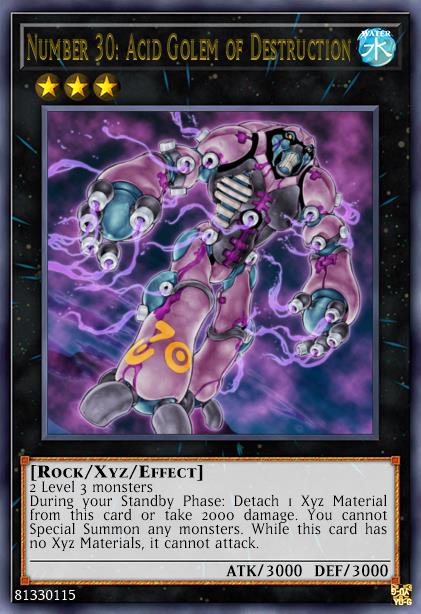 NUMBER 30: ACID GOLEM OF DESTRUCTION
WATER
水
30
[ROCK/XYZ/EFFECT]
2 Level 3 monsters
During your Standby Phase: Detach 1 Xyz Material
from this card or take 2000 damage. You cannot
Special Summon any monsters. While this card has
no Xyz Materials, it cannot attack.
ATK/3000 DEF/3000
81330115